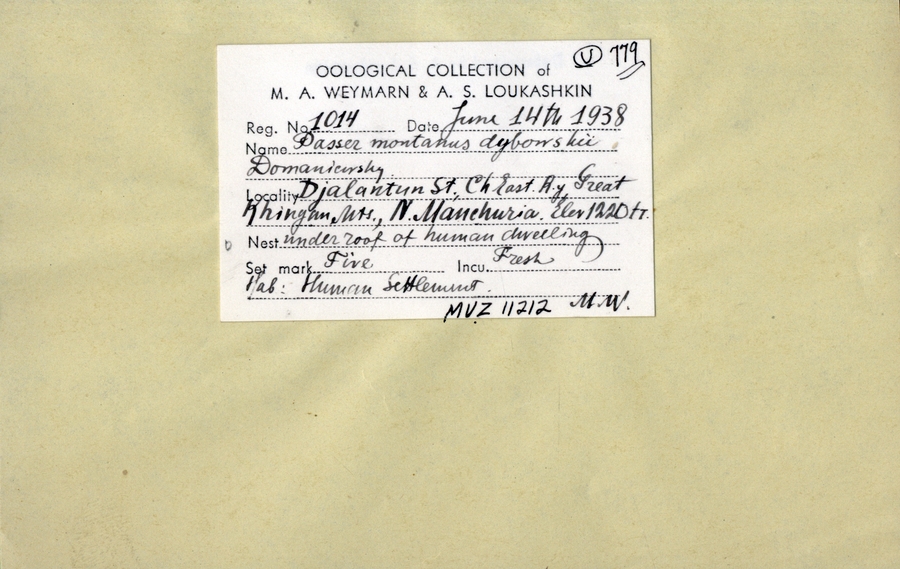 Ⓤ 779
OOLOGICAL COLLECTION of
M. A. WEYMARN & A. S. LOUKASHKIN
Reg. No. 1014 Date June 14th 1938
Name Passer montanus dybowskii
Domaniewsky
Locality Djalantun St., Ch. East. Ry, Great
Khingan Mts., N. Manchuria. Elev 1220 ft.
Nest under roof of human dwelling
Set mark Five Incu. Fresh
Hab: Human Settlement.
MVZ 11212 M.W.